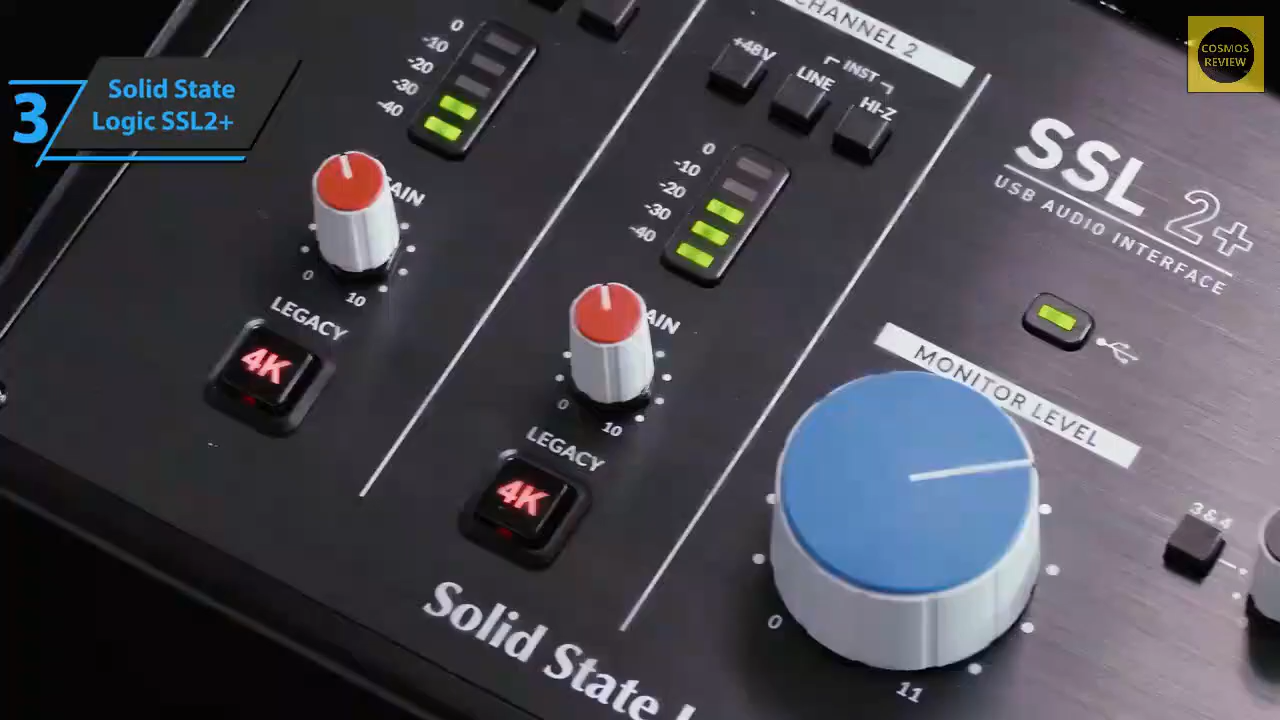 3
Solid State
Logic SSL2+
COSMOS
REVIEW
0
-10
-20
-30
-40
GAIN
0
10
LEGACY
4K
CHANNEL 2
+48V
LINE
INST
HI-Z
0
-10
-20
-30
-40
GAIN
0
10
LEGACY
4K
SSL 2+
USB AUDIO INTERFACE
MONITOR LEVEL
0
11
3&4
Solid State L